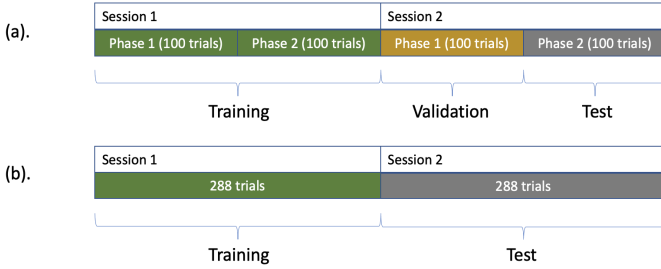 Session 1 Session 2
(a). Phase 1 (100 trials) Phase 2 (100 trials) Phase 1 (100 trials) Phase 2 (100 trials)
Training Validation Test
Session 1 Session 2
(b). 288 trials 288 trials
Training Test